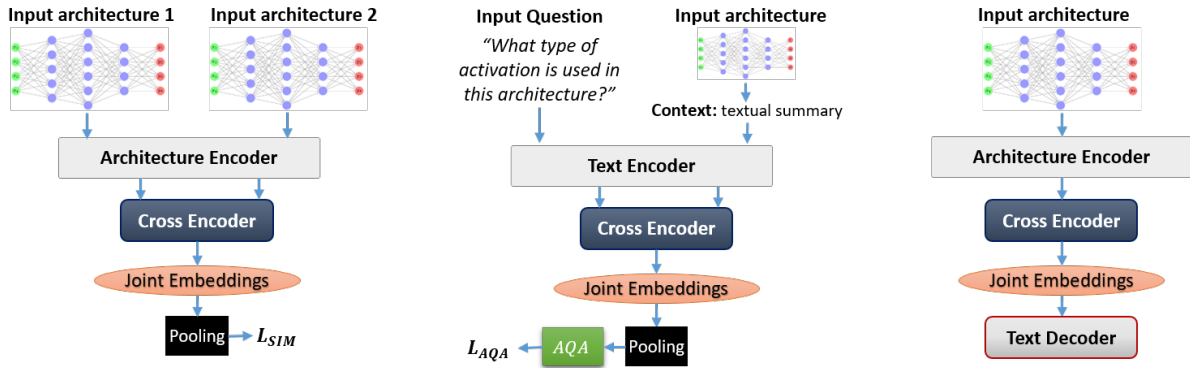 Input architecture 1
Input architecture 2
Architecture Encoder
Cross Encoder
Joint Embeddings
Pooling
L_SIM
Input Question
"What type of
activation is used in
this architecture?"
Input architecture
Context: textual summary
Text Encoder
Cross Encoder
Joint Embeddings
Pooling
AQA
L_AQA
Input architecture
Architecture Encoder
Cross Encoder
Joint Embeddings
Text Decoder